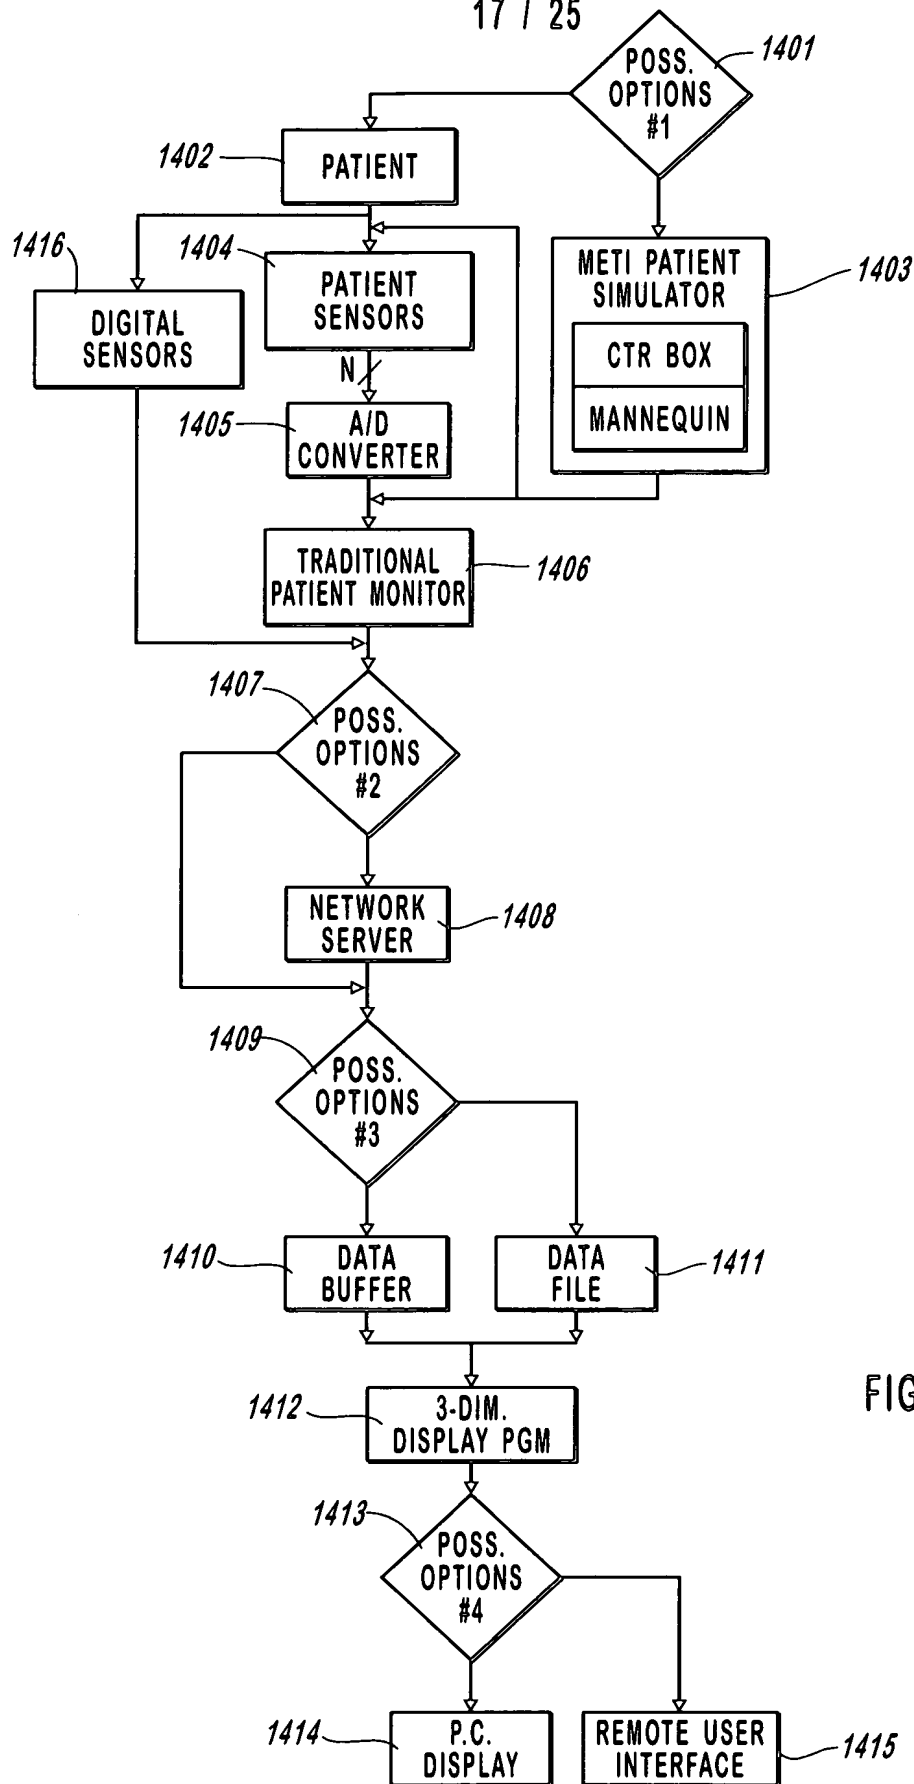 17 / 25
1401
POSS.
OPTIONS
#1
1402
PATIENT
1416
DIGITAL
SENSORS
1404
PATIENT
SENSORS
METI PATIENT
SIMULATOR
CTR BOX
MANNEQUIN
1403
N
1405
A/D
CONVERTER
TRADITIONAL
PATIENT MONITOR
1406
1407
POSS.
OPTIONS
#2
NETWORK
SERVER
1408
1409
POSS.
OPTIONS
#3
1410
DATA
BUFFER
DATA
FILE
1411
FIG
1412
3-DIM.
DISPLAY PGM
1413
POSS.
OPTIONS
#4
1414
P.C.
DISPLAY
REMOTE USER
INTERFACE
1415